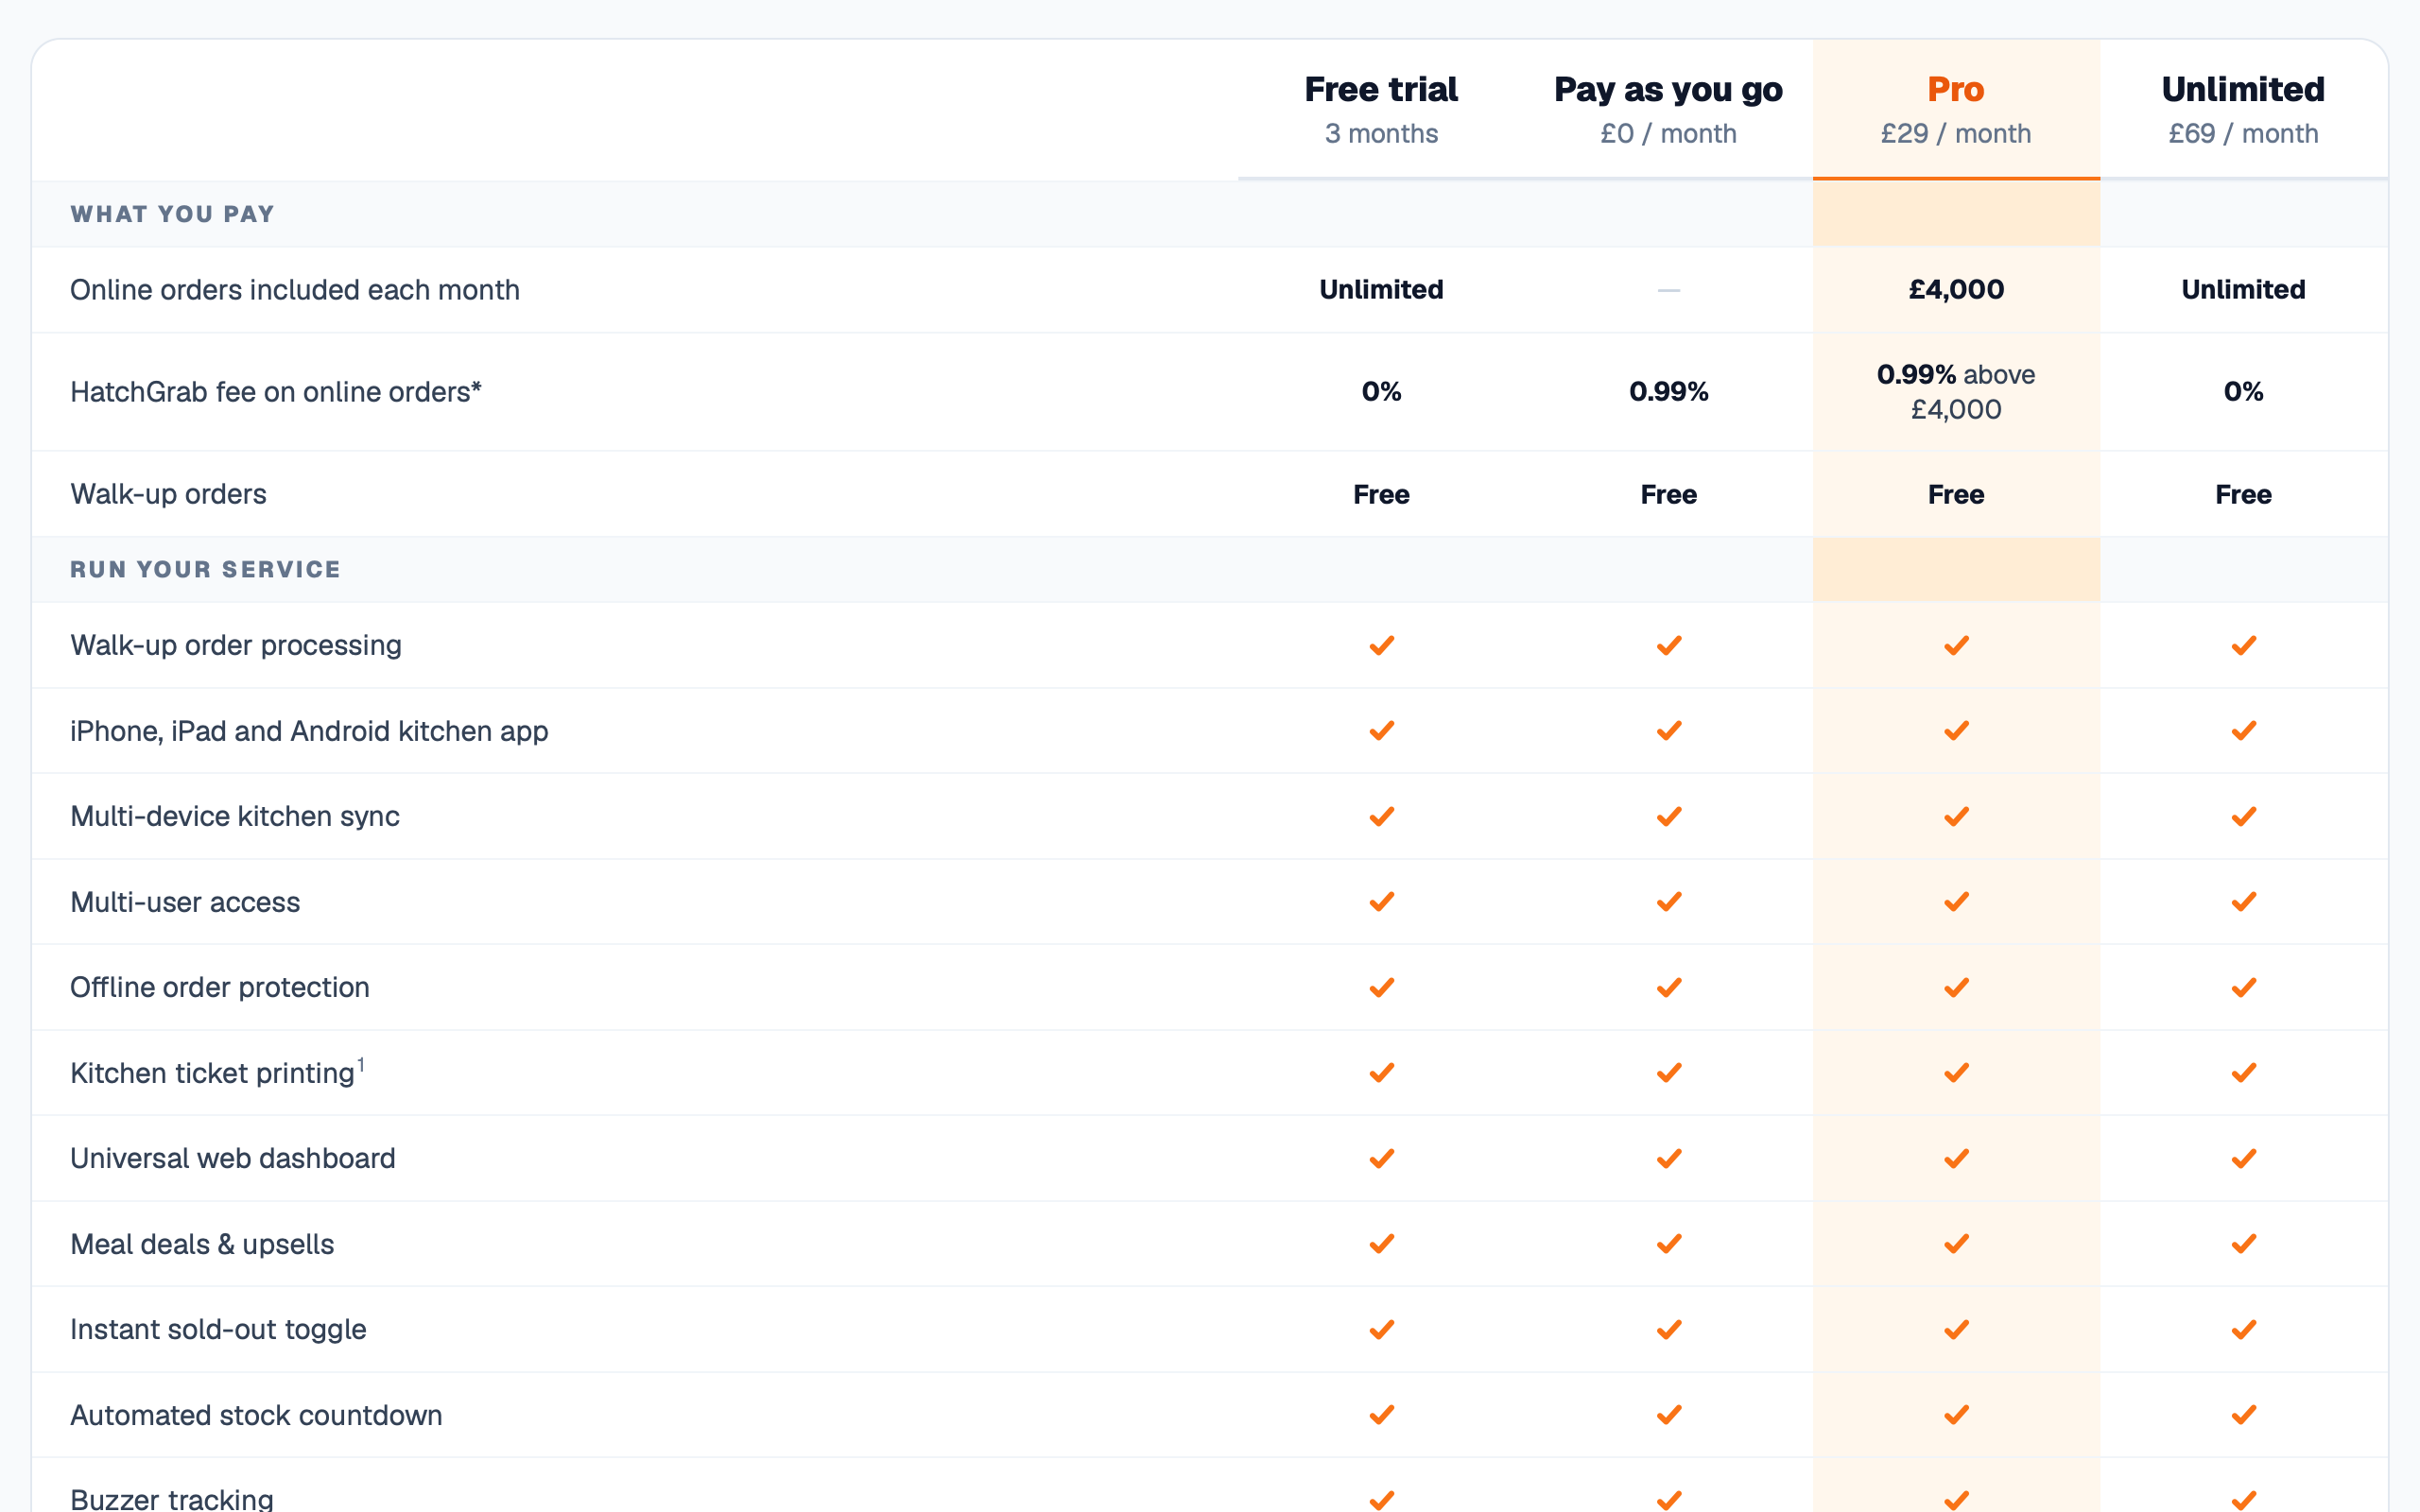 Free trial Pay as you go Pro Unlimited
3 months £0 / month £29 / month £69 / month
WHAT YOU PAY
Online orders included each month Unlimited — £4,000 Unlimited
HatchGrab fee on online orders* 0% 0.99% 0.99% above £4,000 0%
Walk-up orders Free Free Free Free
RUN YOUR SERVICE
Walk-up order processing
iPhone, iPad and Android kitchen app
Multi-device kitchen sync
Multi-user access
Offline order protection
Kitchen ticket printing¹
Universal web dashboard
Meal deals & upsells
Instant sold-out toggle
Automated stock countdown
Buzzer tracking